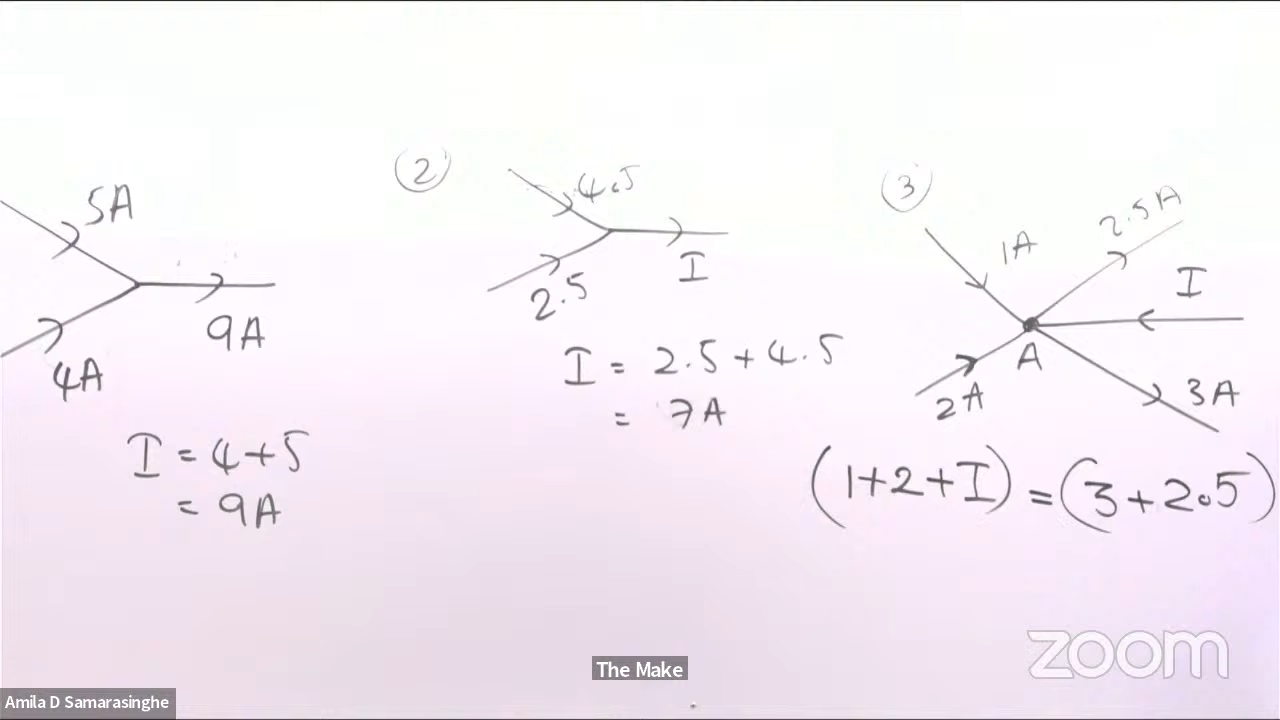 5A
4A
9A
I = 4+5
= 9A
2
4.5
2.5
I
I = 2.5 + 4.5
= 7A
3
1A
2.5A
I
2A
A
3A
(1+2+I) = (3+2.5)
zoom
The Make
Amila D Samarasinghe